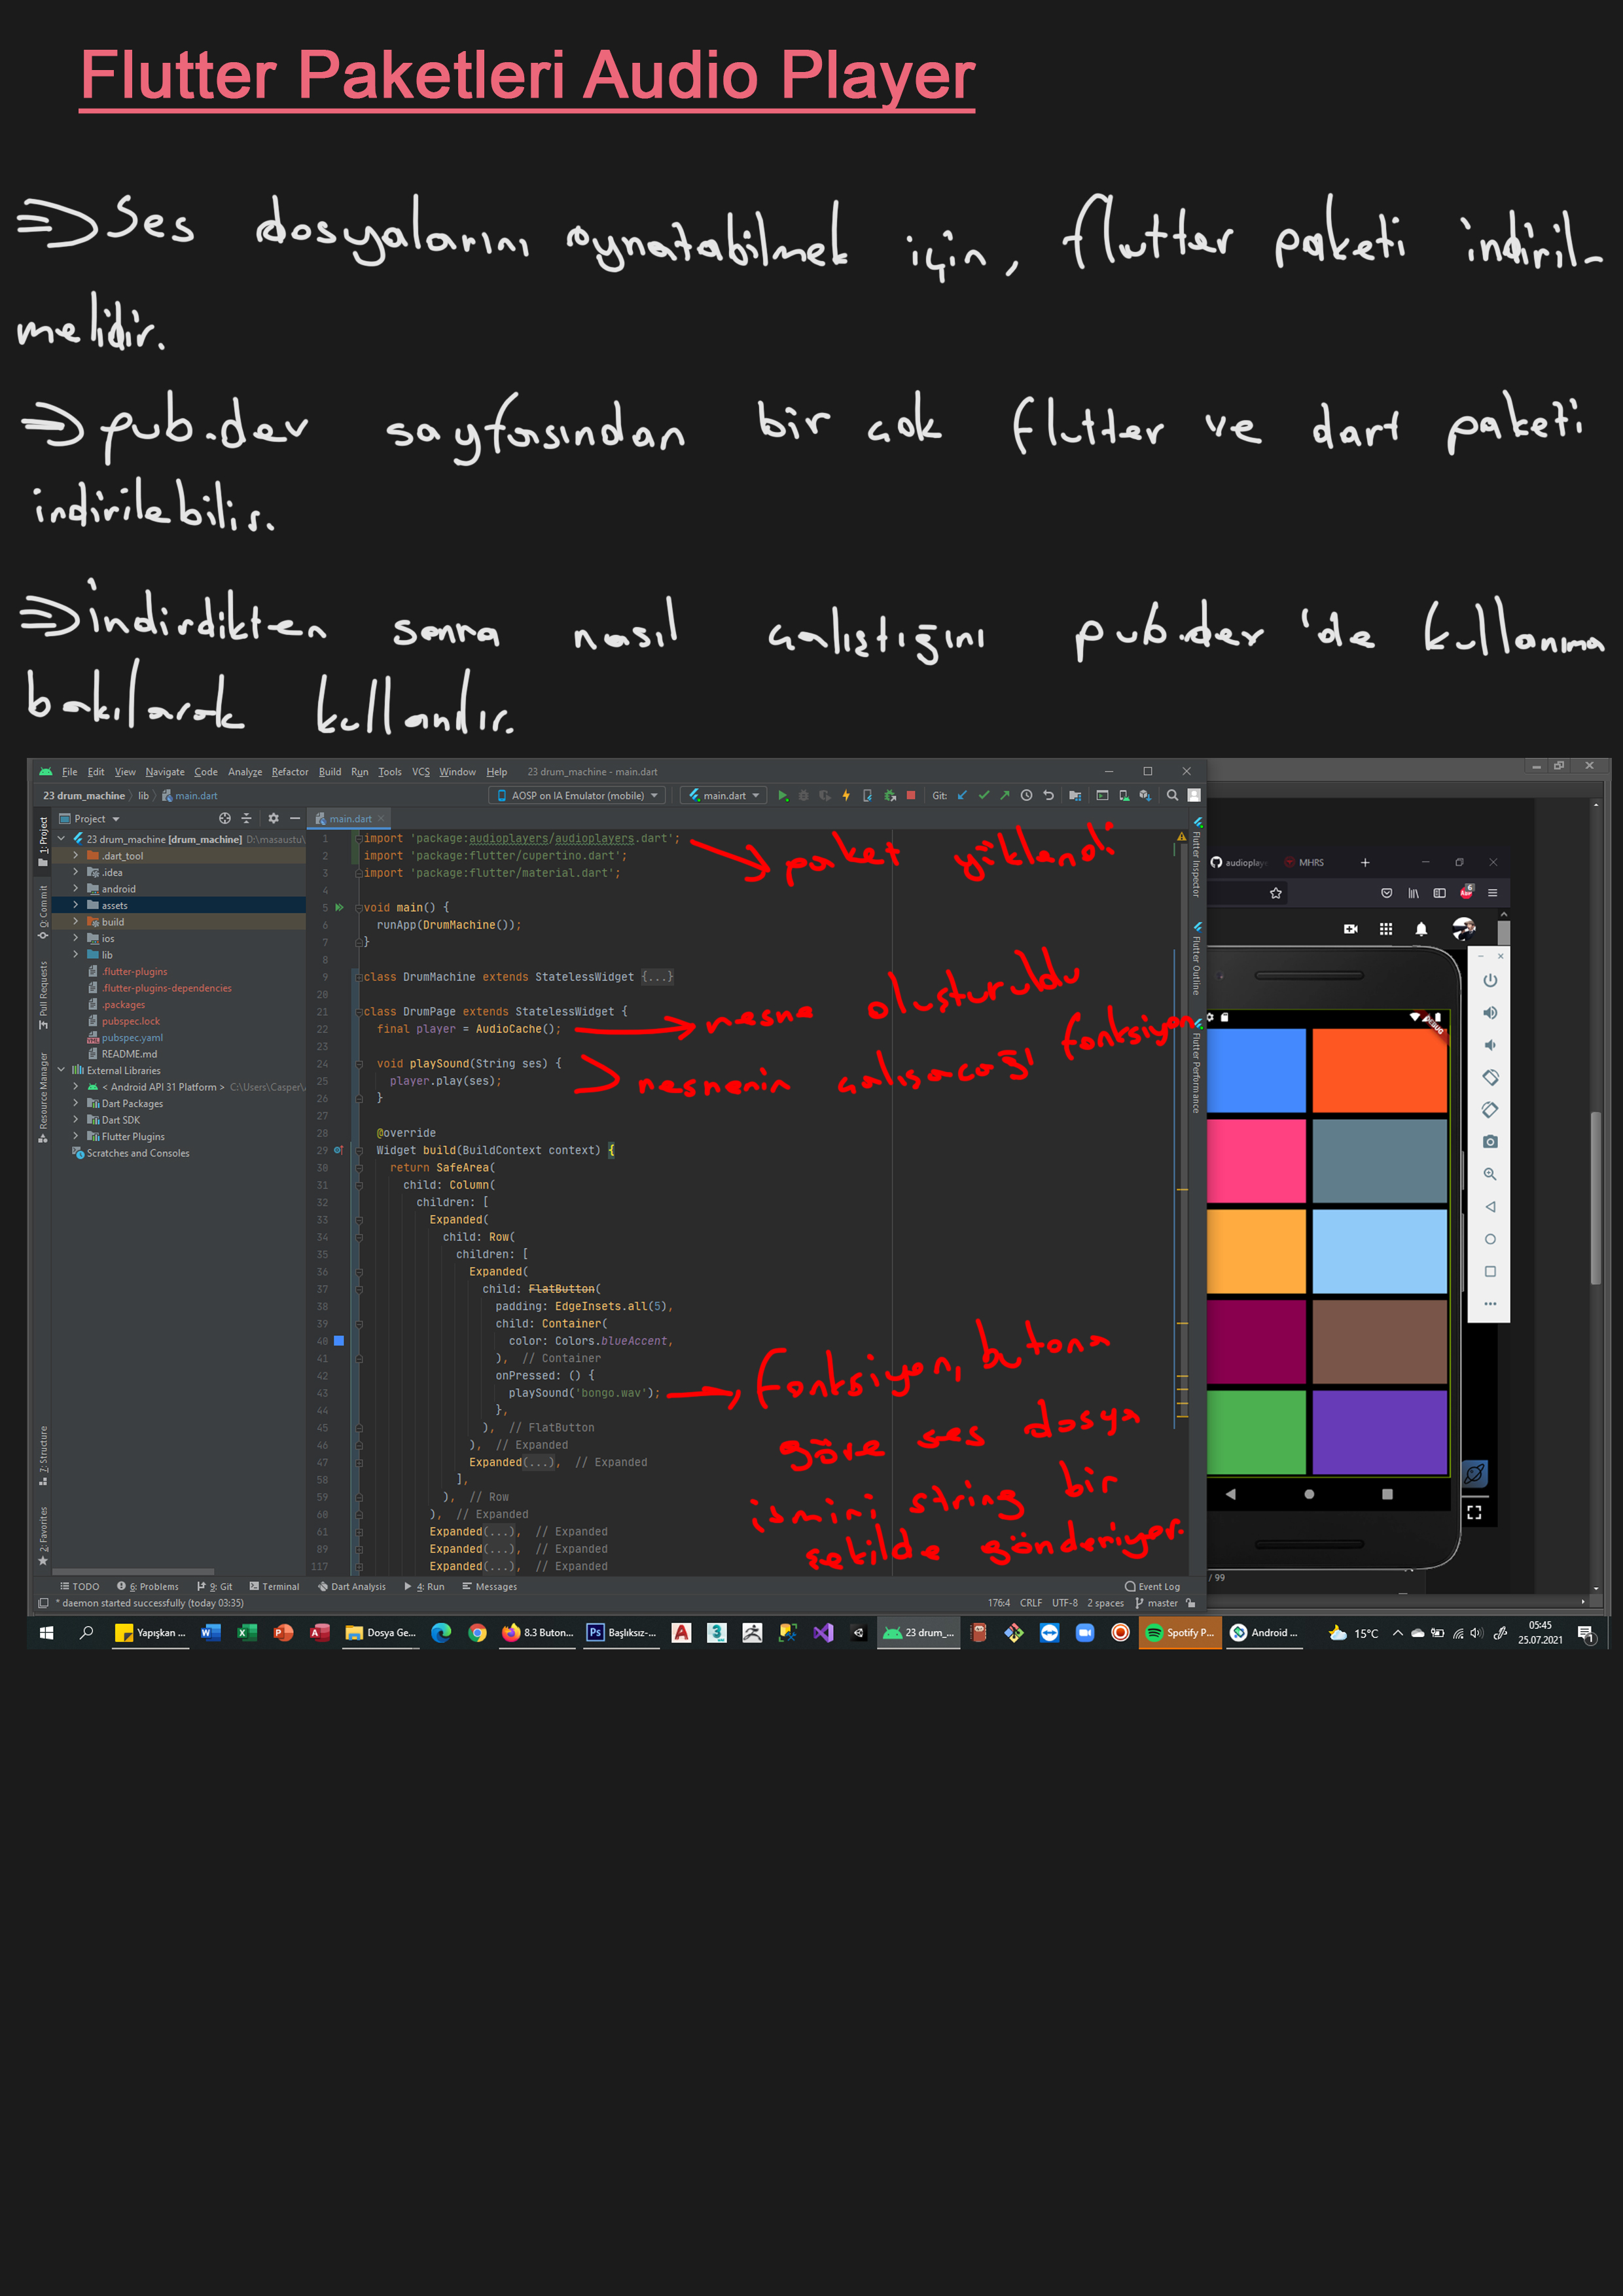 Flutter Paketleri Audio Player
⇒ Ses dosyalarını oynatabilmek için, flutter paketi indiril-
melidir.
⇒ pub.dev sayfasından bir çok flutter ve dart paketi
indirilebilir.
⇒ indirdikten sonra nasıl çalıştığını pub.dev 'de kullanıma
bakılarak kullanılır.
File Edit View Navigate Code Analyze Refactor Build Run Tools VCS Window Help 23 drum_machine - main.dart
23 drum_machine lib main.dart AOSP on IA Emulator (mobile) main.dart Git:
1: Project
0: Commit
Pull Requests
Resource Manager
7: Structure
2: Favorites
Project
23 drum_machine [drum_machine] D:\masaustu\
.dart_tool
.idea
android
assets
build
ios
lib
.flutter-plugins
.flutter-plugins-dependencies
.packages
pubspec.lock
pubspec.yaml
README.md
External Libraries
< Android API 31 Platform > C:\Users\Casper\
Dart Packages
Dart SDK
Flutter Plugins
Scratches and Consoles
main.dart
1 import 'package:audioplayers/audioplayers.dart';
paket yüklendi
2 import 'package:flutter/cupertino.dart';
3 import 'package:flutter/material.dart';
4
5 void main() {
6 runApp(DrumMachine());
7 }
8
9 class DrumMachine extends StatelessWidget {...}
20
21 class DrumPage extends StatelessWidget {
22 final player = AudioCache();
nesne oluşturuldu
23
24 void playSound(String ses) {
25 player.play(ses);
26 }
nesnenin çalışacağı fonksiyon
27
28 @override
29 Widget build(BuildContext context) {
30 return SafeArea(
31 child: Column(
32 children: [
33 Expanded(
34 child: Row(
35 children: [
36 Expanded(
37 child: FlatButton(
38 padding: EdgeInsets.all(5),
39 child: Container(
40 color: Colors.blueAccent,
41 ), // Container
42 onPressed: () {
43 playSound('bongo.wav');
44 },
45 ), // FlatButton
46 ), // Expanded
47 Expanded(...), // Expanded
58 ],
59 ), // Row
60 ), // Expanded
61 Expanded(...), // Expanded
89 Expanded(...), // Expanded
117 Expanded(...), // Expanded
fonksiyon, butona
göre ses dosya
ismini string bir
şekilde gönderiyor.
Flutter Inspector
Flutter Outline
Flutter Performance
audioplay MHRS
DEBUG
/ 99
TODO 6: Problems 9: Git Terminal Dart Analysis 4: Run Messages Event Log
* daemon started successfully (today 03:35) 176:4 CRLF UTF-8 2 spaces master
Yapışkan ... Dosya Ge... 8.3 Buton... Başlıksız-... 23 drum_... Spotify P... Android ... 15°C 05:45
25.07.2021